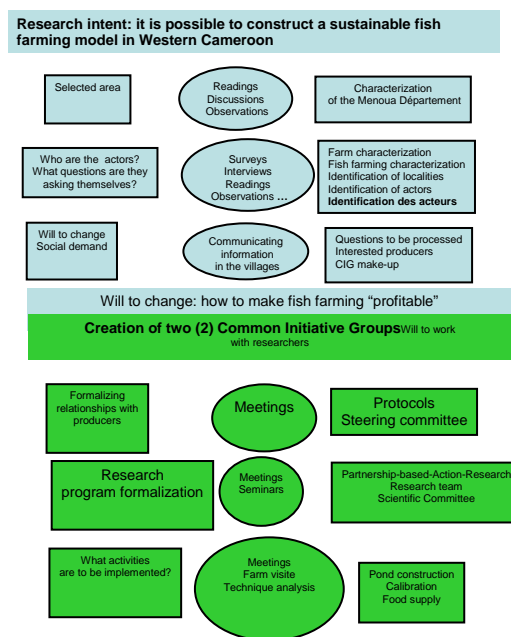 Research intent: it is possible to construct a sustainable fish
farming model in Western Cameroon
Selected area
Readings
Discussions
Observations
Characterization
of the Menoua Département
Who are the actors?
What questions are they
asking themselves?
Surveys
Interviews
Readings
Observations ...
Farm characterization
Fish farming characterization
Identification of localities
Identification of actors
Identification des acteurs
Will to change
Social demand
Communicating
information
in the villages
Questions to be processed
Interested producers
CIG make-up
Will to change: how to make fish farming “profitable”
Creation of two (2) Common Initiative GroupsWill to work
with researchers
Formalizing
relationships with
producers
Meetings
Protocols
Steering committee
Research
program formalization
Meetings
Seminars
Partnership-based-Action-Research
Research team
Scientific Committee
What activities
are to be implemented?
Meetings
Farm visite
Technique analysis
Pond construction
Calibration
Food supply